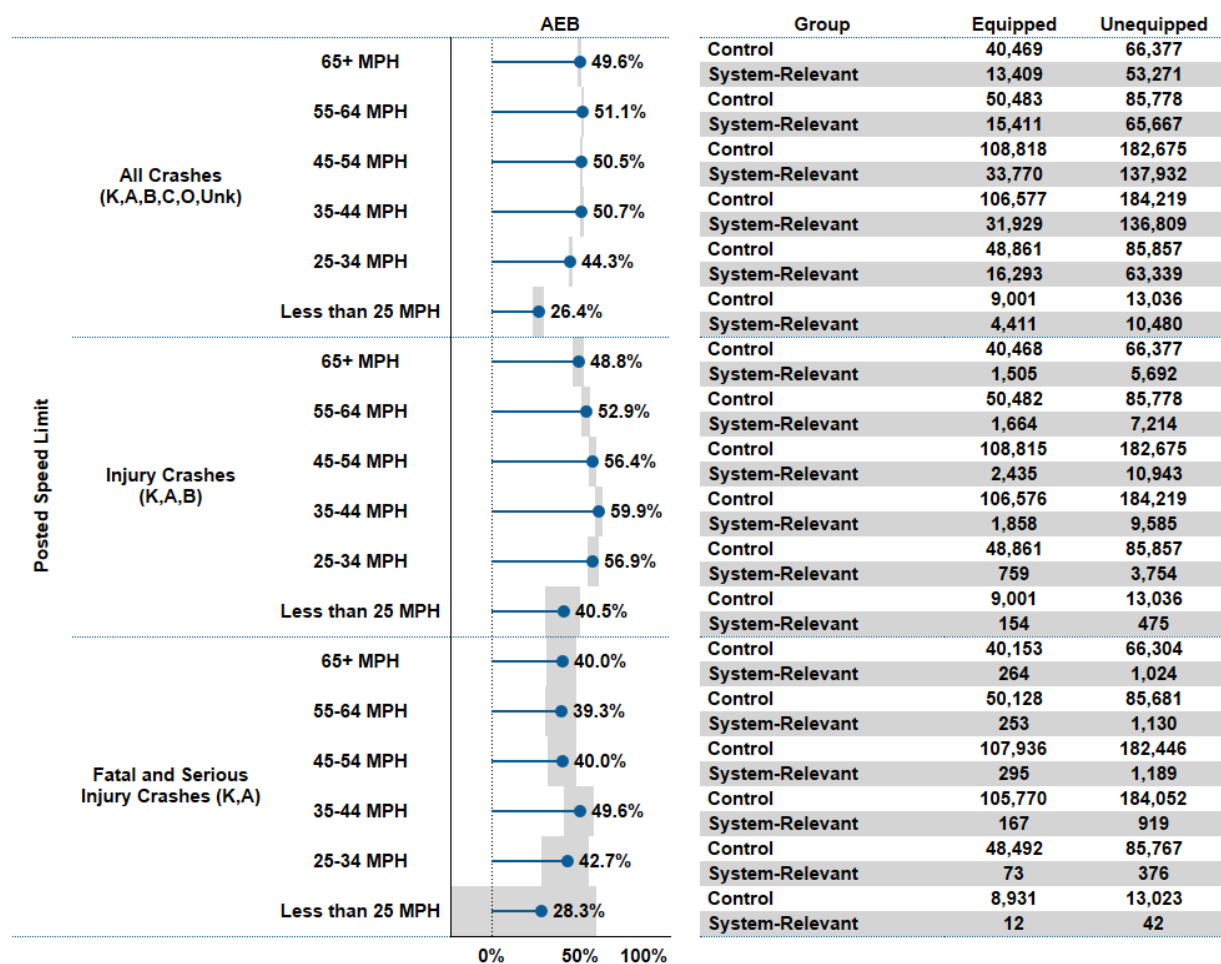 AEB Group Equipped Unequipped
Posted Speed Limit
All Crashes
(K,A,B,C,O,Unk)
65+ MPH 49.6% Control 40,469 66,377
System-Relevant 13,409 53,271
55-64 MPH 51.1% Control 50,483 85,778
System-Relevant 15,411 65,667
45-54 MPH 50.5% Control 108,818 182,675
System-Relevant 33,770 137,932
35-44 MPH 50.7% Control 106,577 184,219
System-Relevant 31,929 136,809
25-34 MPH 44.3% Control 48,861 85,857
System-Relevant 16,293 63,339
Less than 25 MPH 26.4% Control 9,001 13,036
System-Relevant 4,411 10,480
Injury Crashes
(K,A,B)
65+ MPH 48.8% Control 40,468 66,377
System-Relevant 1,505 5,692
55-64 MPH 52.9% Control 50,482 85,778
System-Relevant 1,664 7,214
45-54 MPH 56.4% Control 108,815 182,675
System-Relevant 2,435 10,943
35-44 MPH 59.9% Control 106,576 184,219
System-Relevant 1,858 9,585
25-34 MPH 56.9% Control 48,861 85,857
System-Relevant 759 3,754
Less than 25 MPH 40.5% Control 9,001 13,036
System-Relevant 154 475
Fatal and Serious
Injury Crashes (K,A)
65+ MPH 40.0% Control 40,153 66,304
System-Relevant 264 1,024
55-64 MPH 39.3% Control 50,128 85,681
System-Relevant 253 1,130
45-54 MPH 40.0% Control 107,936 182,446
System-Relevant 295 1,189
35-44 MPH 49.6% Control 105,770 184,052
System-Relevant 167 919
25-34 MPH 42.7% Control 48,492 85,767
System-Relevant 73 376
Less than 25 MPH 28.3% Control 8,931 13,023
System-Relevant 12 42
0% 50% 100%